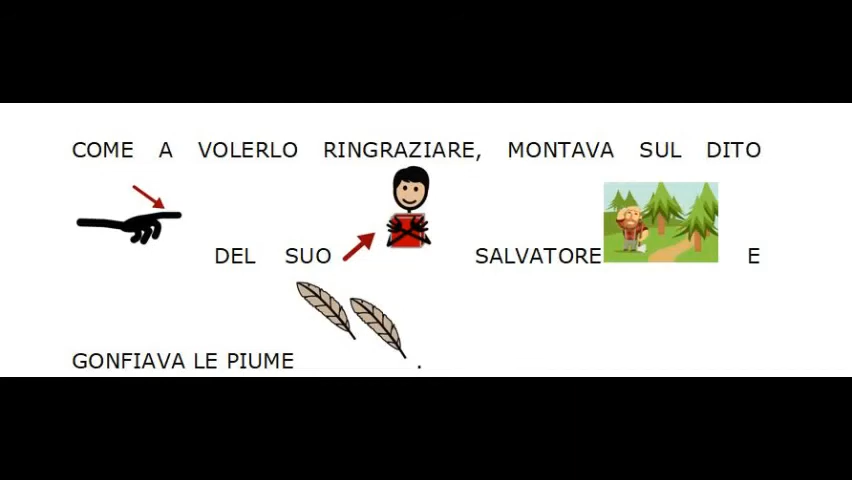 COME A VOLERLO RINGRAZIARE, MONTAVA SUL DITO
DEL SUO SALVATORE E
GONFIAVA LE PIUME .